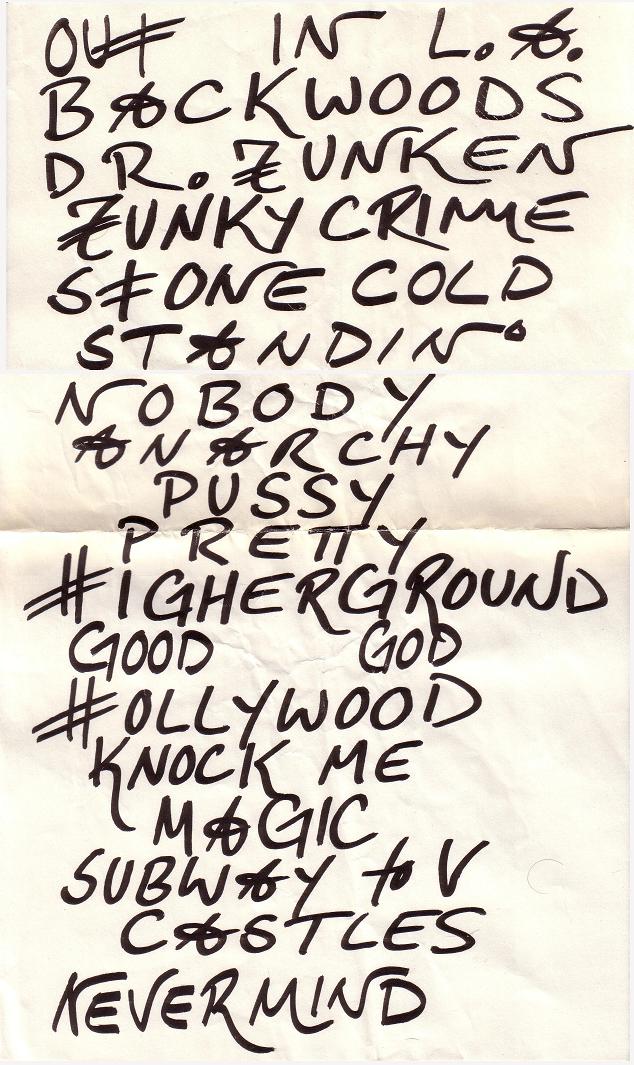 OUT IN L.A.
BACKWOODS
DR. FUNKEN
FUNKY CRIME
STONE COLD
STANDIN'
NOBODY
ANARCHY
PUSSY
PRETTY
HIGHERGROUND
GOOD GOD
HOLLYWOOD
KNOCK ME
MAGIC
SUBWAY to V
CASTLES
NEVERMIND